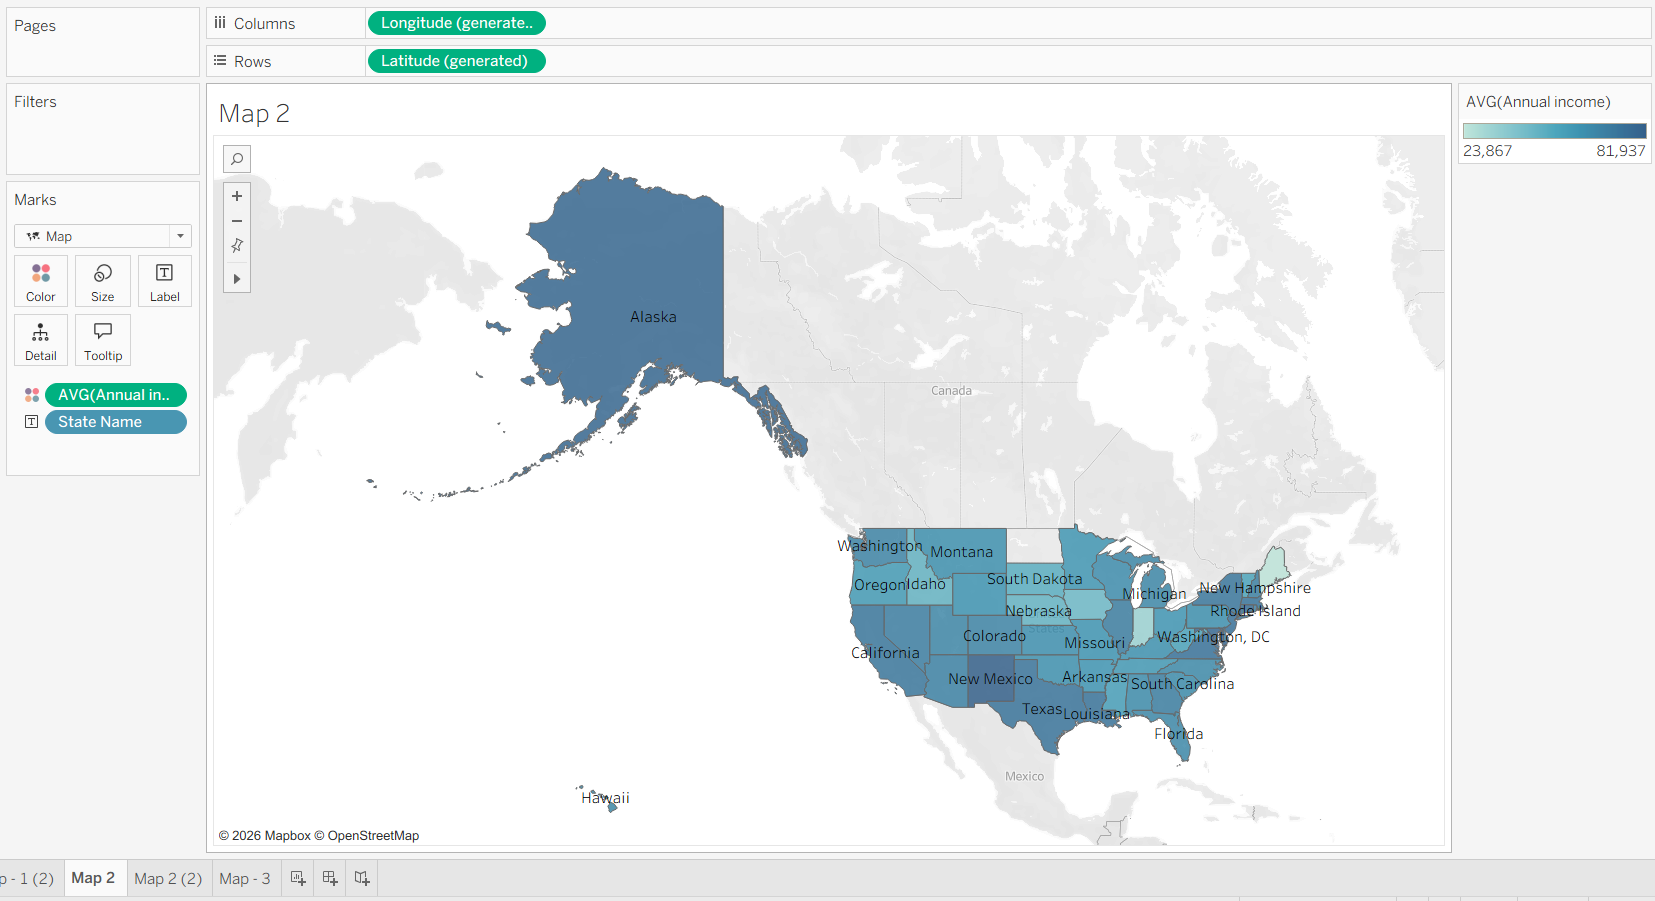 Pages
Columns
Longitude (generate..
Rows
Latitude (generated)
Filters
Marks
Map
Color
Size
Label
Detail
Tooltip
AVG(Annual in..
State Name
Map 2
Alaska
Canada
Washington
Montana
Oregon
Idaho
South Dakota
Michigan
New Hampshire
Nebraska
Rhode Island
States
Colorado
Missouri
Washington, DC
California
New Mexico
Arkansas
South Carolina
Texas
Louisiana
Florida
Mexico
Hawaii
© 2026 Mapbox © OpenStreetMap
AVG(Annual income)
23,867
81,937
p - 1 (2)
Map 2
Map 2 (2)
Map - 3